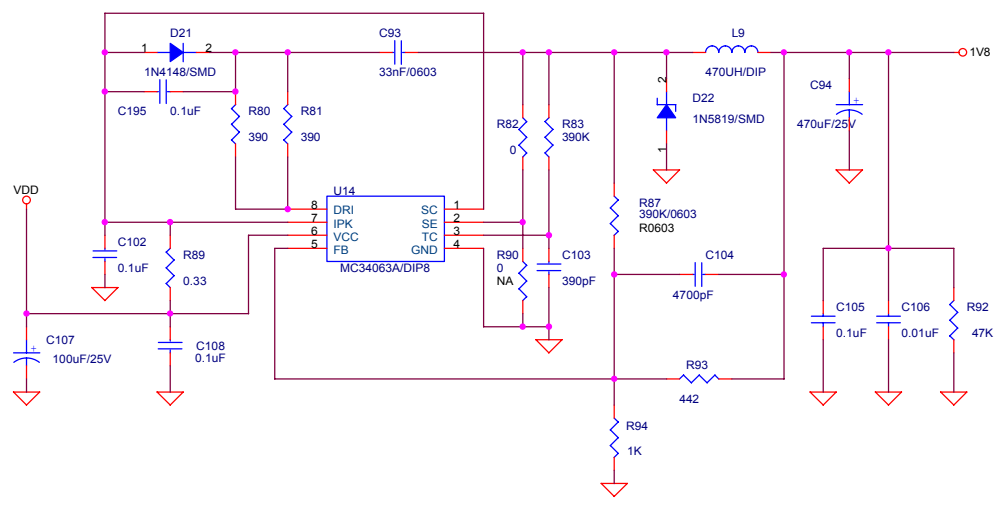 D21
1
2
1N4148/SMD
C195
0.1uF
R80
390
R81
390
C93
33nF/0603
R82
0
R83
390K
2
D22
1N5819/SMD
1
L9
470UH/DIP
1V8
C94
+
470uF/25V
VDD
U14
8
DRI
7
IPK
6
VCC
5
FB
SC
1
SE
2
TC
3
GND
4
MC34063A/DIP8
R87
390K/0603
R0603
C102
0.1uF
R89
0.33
R90
0
NA
C103
390pF
C104
4700pF
C105
0.1uF
C106
0.01uF
R92
47K
C107
+
100uF/25V
C108
0.1uF
R93
442
R94
1K